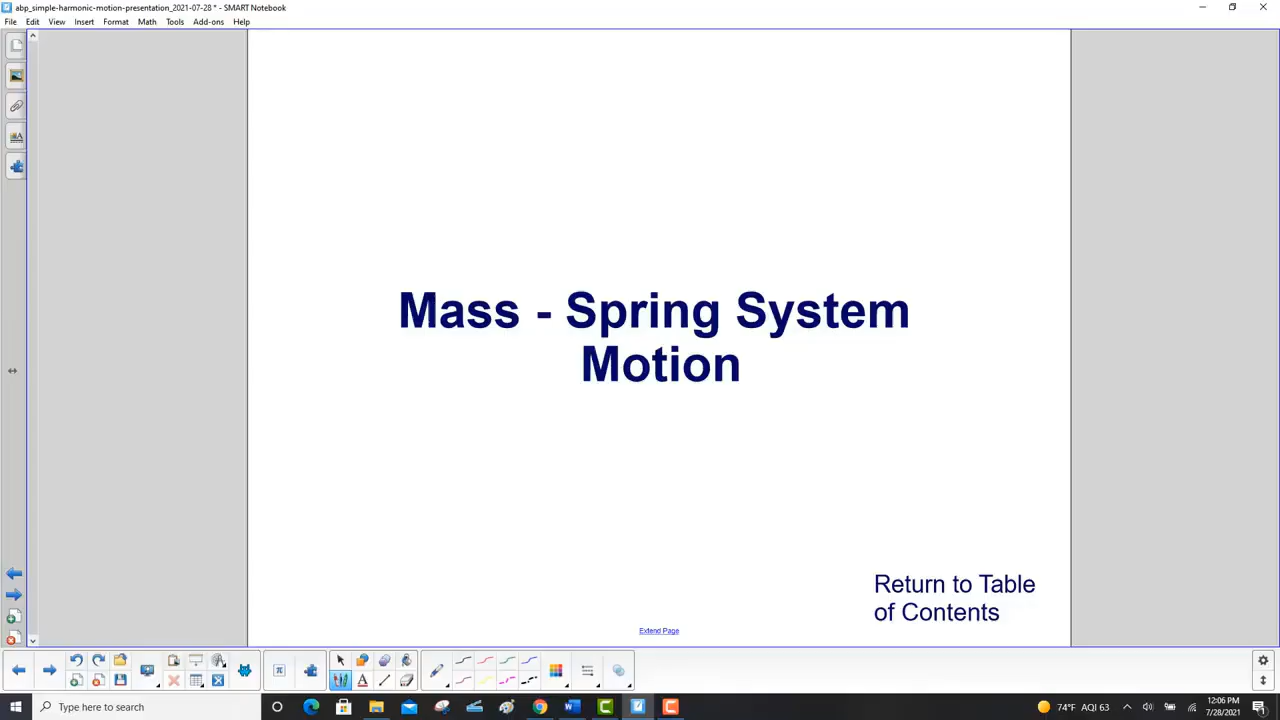 abp_simple-harmonic-motion-presentation_2021-07-28 * - SMART Notebook
File Edit View Insert Format Math Tools Add-ons Help
Mass - Spring System
Motion
Return to Table
of Contents
Extend Page
Type here to search
74°F AQI 63
12:06 PM
7/28/2021